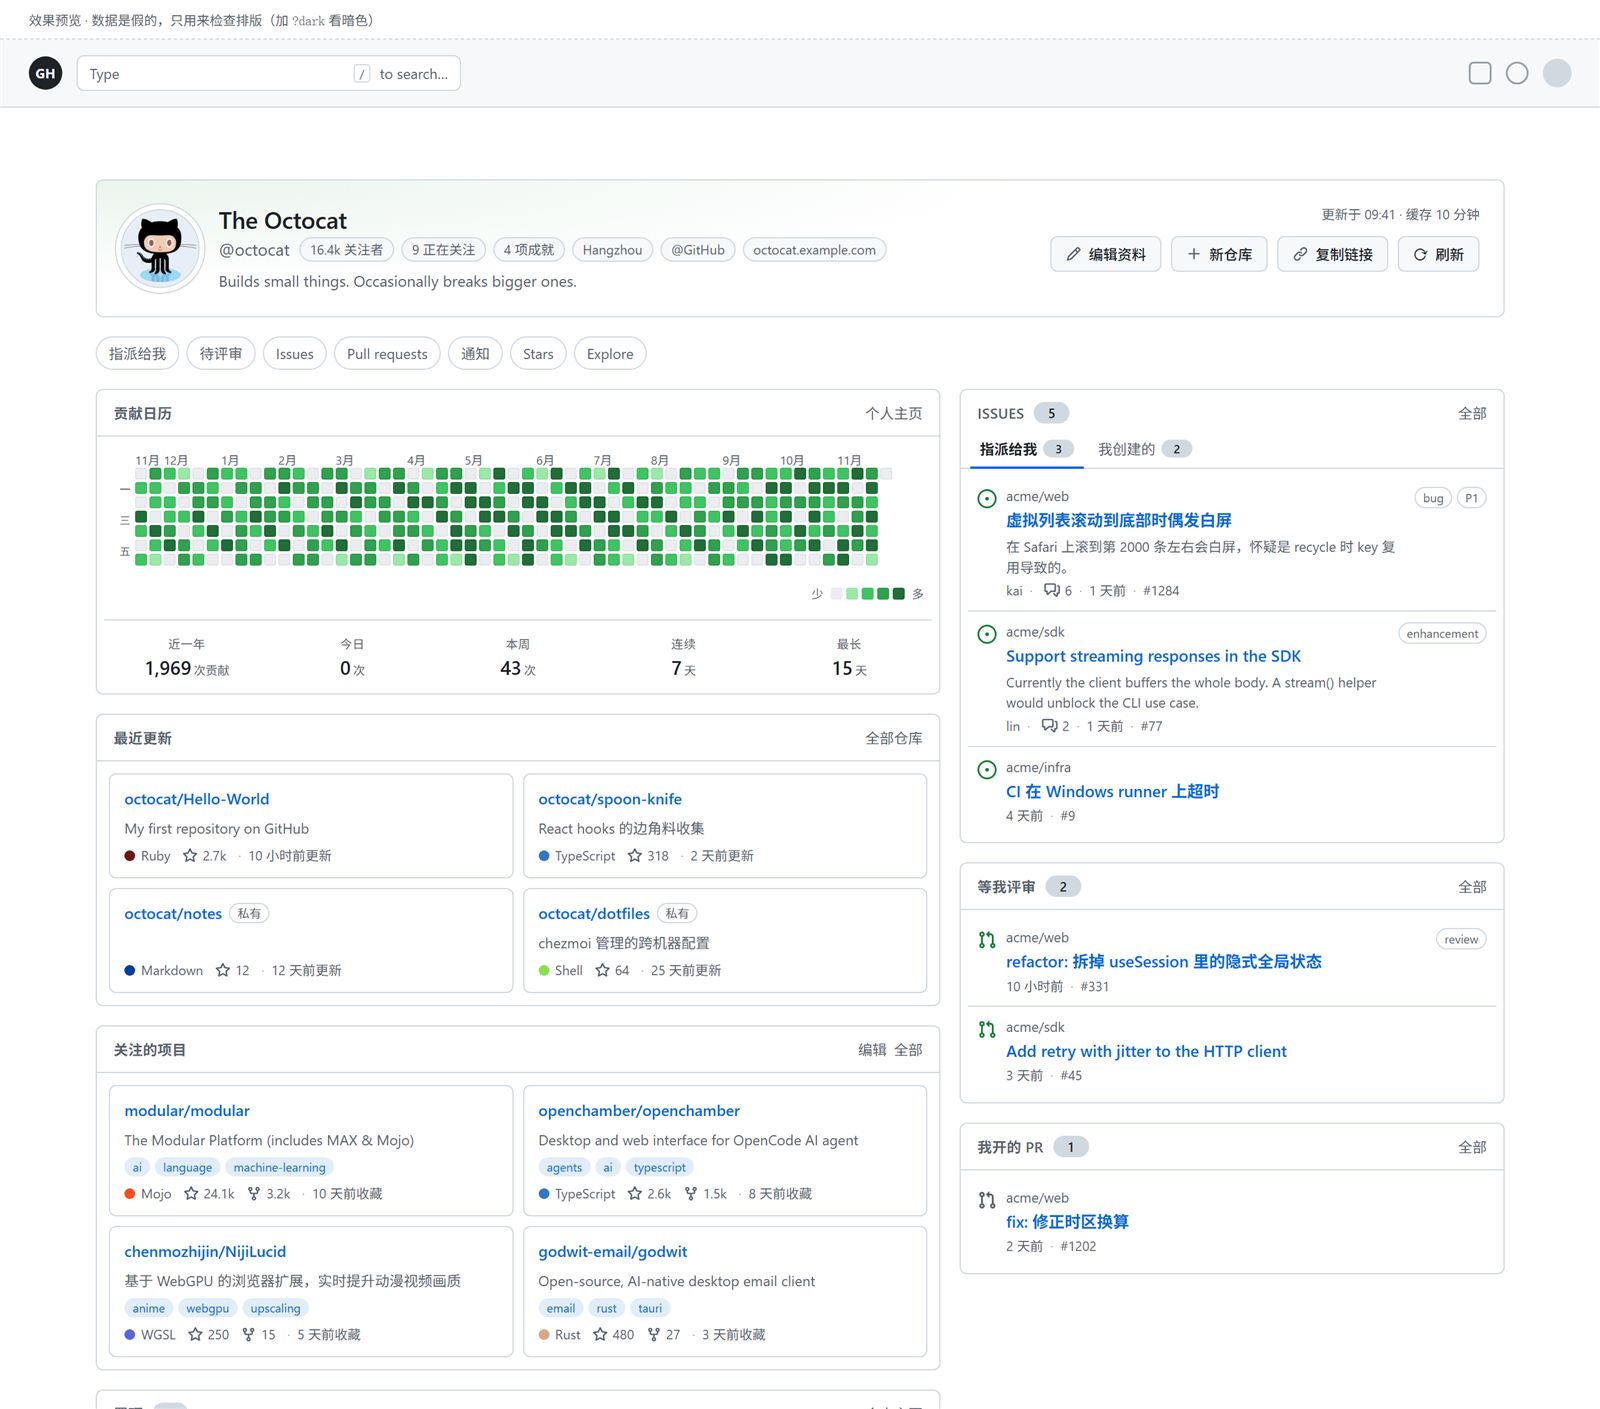 效果预览 · 数据是假的，只用来检查排版（加 ?dark 看暗色）
GH
Type / to search...
The Octocat
@octocat 16.4k 关注者 9 正在关注 4 项成就 Hangzhou @GitHub octocat.example.com
Builds small things. Occasionally breaks bigger ones.
更新于 09:41 · 缓存 10 分钟
编辑资料 新仓库 复制链接 刷新
指派给我 待评审 Issues Pull requests 通知 Stars Explore
贡献日历 个人主页
11月 12月 1月 2月 3月 4月 5月 6月 7月 8月 9月 10月 11月
一
三
五
少 多
近一年 今日 本周 连续 最长
1,969 次贡献 0 次 43 次 7 天 15 天
最近更新 全部仓库
octocat/Hello-World
My first repository on GitHub
Ruby 2.7k · 10 小时前更新
octocat/spoon-knife
React hooks 的边角料收集
TypeScript 318 · 2 天前更新
octocat/notes 私有
Markdown 12 · 12 天前更新
octocat/dotfiles 私有
chezmoi 管理的跨机器配置
Shell 64 · 25 天前更新
关注的项目 编辑 全部
modular/modular
The Modular Platform (includes MAX & Mojo)
ai language machine-learning
Mojo 24.1k 3.2k · 10 天前收藏
openchamber/openchamber
Desktop and web interface for OpenCode AI agent
agents ai typescript
TypeScript 2.6k 1.5k · 8 天前收藏
chenmozhijin/NijiLucid
基于 WebGPU 的浏览器扩展，实时提升动漫视频画质
anime webgpu upscaling
WGSL 250 15 · 5 天前收藏
godwit-email/godwit
Open-source, AI-native desktop email client
email rust tauri
Rust 480 27 · 3 天前收藏
ISSUES 5 全部
指派给我 3 我创建的 2
acme/web bug P1
虚拟列表滚动到底部时偶发白屏
在 Safari 上滚到第 2000 条左右会白屏，怀疑是 recycle 时 key 复
用导致的。
kai · 6 · 1 天前 · #1284
acme/sdk enhancement
Support streaming responses in the SDK
Currently the client buffers the whole body. A stream() helper
would unblock the CLI use case.
lin · 2 · 1 天前 · #77
acme/infra
CI 在 Windows runner 上超时
4 天前 · #9
等我评审 2 全部
acme/web review
refactor: 拆掉 useSession 里的隐式全局状态
10 小时前 · #331
acme/sdk
Add retry with jitter to the HTTP client
3 天前 · #45
我开的 PR 1 全部
acme/web
fix: 修正时区换算
2 天前 · #1202